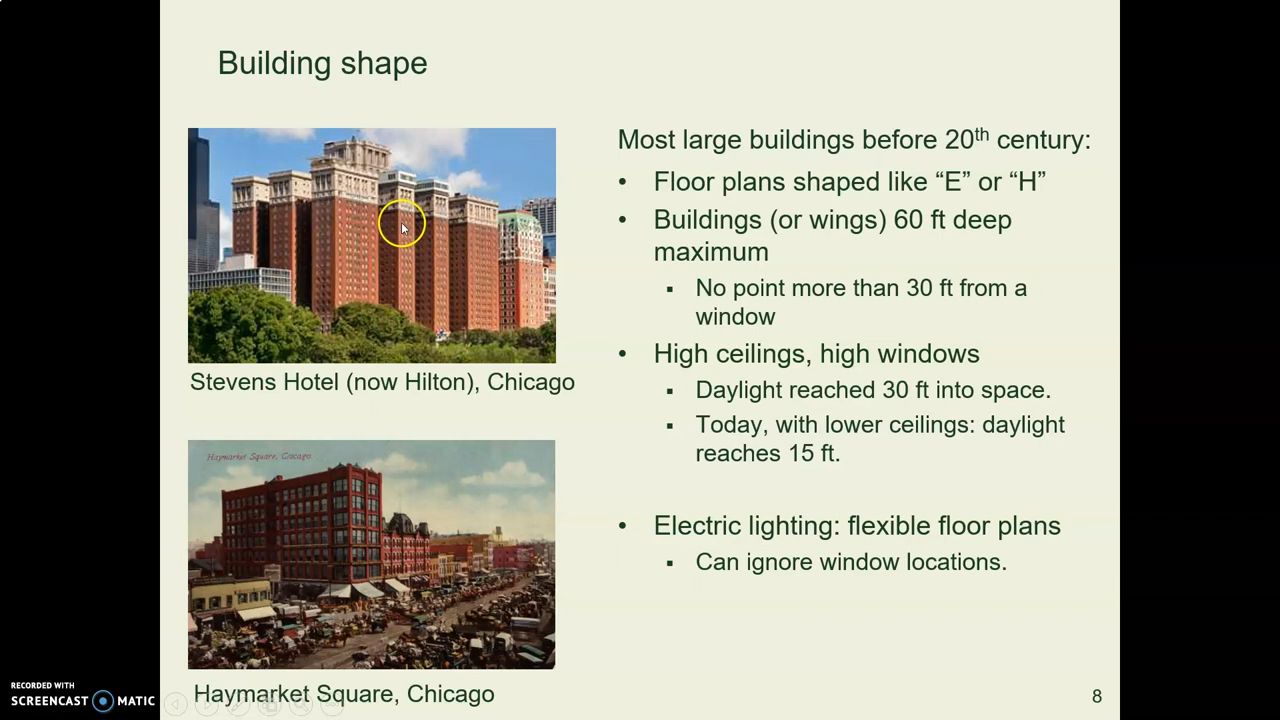 Building shape
Most large buildings before 20th century:
• Floor plans shaped like “E” or “H”
• Buildings (or wings) 60 ft deep
maximum
▪ No point more than 30 ft from a
window
• High ceilings, high windows
▪ Daylight reached 30 ft into space.
▪ Today, with lower ceilings: daylight
reaches 15 ft.
• Electric lighting: flexible floor plans
▪ Can ignore window locations.
Stevens Hotel (now Hilton), Chicago
Haymarket Square, Chicago.
Haymarket Square, Chicago
8
RECORDED WITH
SCREENCAST MATIC